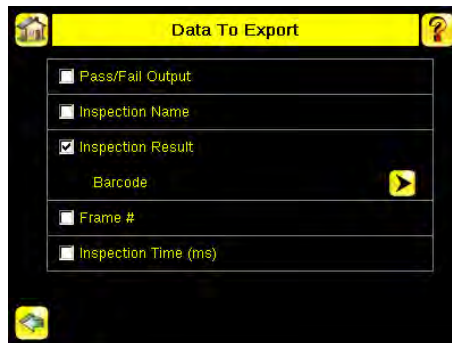 Data To Export
?
Pass/Fail Output
Inspection Name
Inspection Result
Barcode
Frame #
Inspection Time (ms)